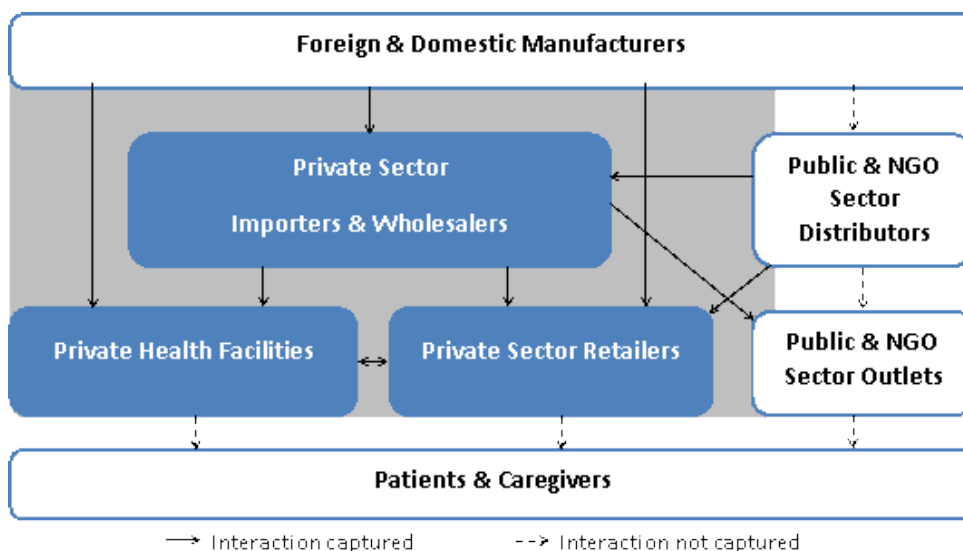 Foreign & Domestic Manufacturers
Private Sector
Importers & Wholesalers
Public & NGO
Sector
Distributors
Private Health Facilities
Private Sector Retailers
Public & NGO
Sector Outlets
Patients & Caregivers
Interaction captured
Interaction not captured